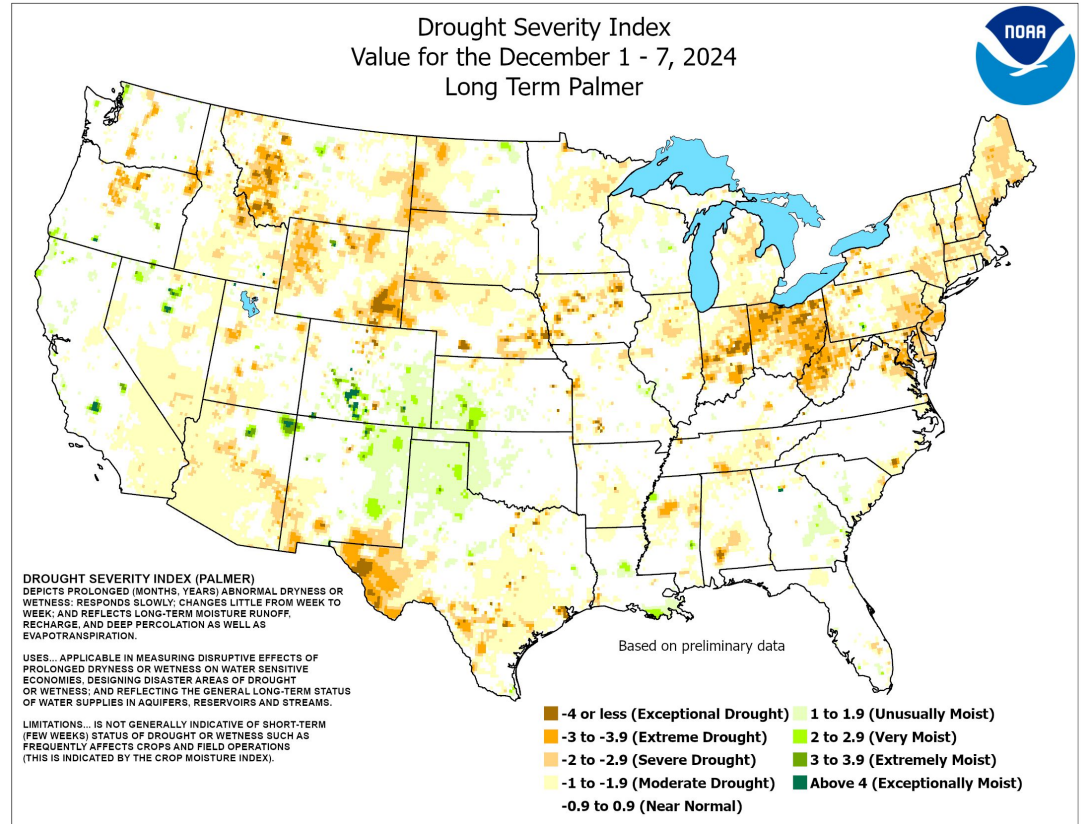 Drought Severity Index
Value for the December 1 - 7, 2024
Long Term Palmer
NOAA
DROUGHT SEVERITY INDEX (PALMER)
DEPICTS PROLONGED (MONTHS, YEARS) ABNORMAL DRYNESS OR
WETNESS; RESPONDS SLOWLY; CHANGES LITTLE FROM WEEK TO
WEEK; AND REFLECTS LONG-TERM MOISTURE RUNOFF,
RECHARGE, AND DEEP PERCOLATION AS WELL AS
EVAPOTRANSPIRATION.
USES... APPLICABLE IN MEASURING DISRUPTIVE EFFECTS OF
PROLONGED DRYNESS OR WETNESS ON WATER SENSITIVE
ECONOMIES, DESIGNING DISASTER AREAS OF DROUGHT
OR WETNESS; AND REFLECTING THE GENERAL LONG-TERM STATUS
OF WATER SUPPLIES IN AQUIFERS, RESERVOIRS AND STREAMS.
LIMITATIONS... IS NOT GENERALLY INDICATIVE OF SHORT-TERM
(FEW WEEKS) STATUS OF DROUGHT OR WETNESS SUCH AS
FREQUENTLY AFFECTS CROPS AND FIELD OPERATIONS
(THIS IS INDICATED BY THE CROP MOISTURE INDEX).
Based on preliminary data
-4 or less (Exceptional Drought)
-3 to -3.9 (Extreme Drought)
-2 to -2.9 (Severe Drought)
-1 to -1.9 (Moderate Drought)
-0.9 to 0.9 (Near Normal)
1 to 1.9 (Unusually Moist)
2 to 2.9 (Very Moist)
3 to 3.9 (Extremely Moist)
Above 4 (Exceptionally Moist)